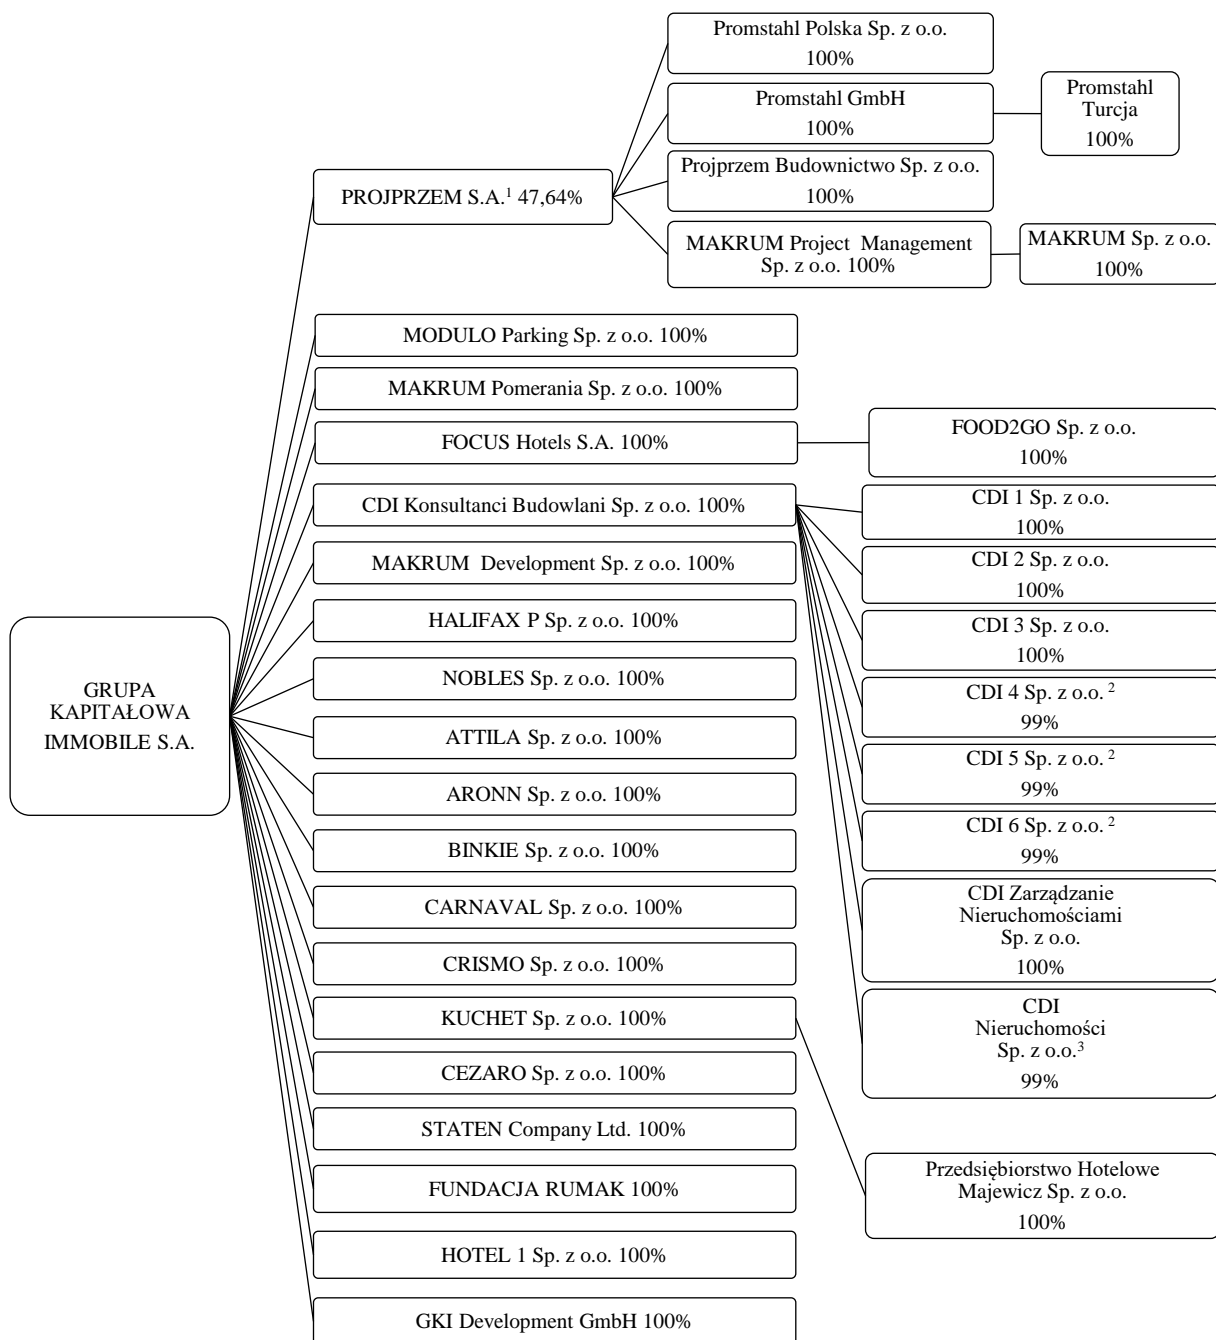 GRUPA
KAPITAŁOWA
IMMOBILE S.A.
PROJPRZEM S.A.¹ 47,64%
Promstahl Polska Sp. z o.o.
100%
Promstahl GmbH
100%
Promstahl
Turcja
100%
Projprzem Budownictwo Sp. z o.o.
100%
MAKRUM Project  Management
Sp. z o.o. 100%
MAKRUM Sp. z o.o.
100%
MODULO Parking Sp. z o.o. 100%
MAKRUM Pomerania Sp. z o.o. 100%
FOCUS Hotels S.A. 100%
FOOD2GO Sp. z o.o.
100%
CDI Konsultanci Budowlani Sp. z o.o. 100%
CDI 1 Sp. z o.o.
100%
CDI 2 Sp. z o.o.
100%
CDI 3 Sp. z o.o.
100%
CDI 4 Sp. z o.o. ²
99%
CDI 5 Sp. z o.o. ²
99%
CDI 6 Sp. z o.o. ²
99%
CDI Zarządzanie
Nieruchomościami
Sp. z o.o.
100%
CDI
Nieruchomości
Sp. z o.o.³
99%
MAKRUM  Development Sp. z o.o. 100%
HALIFAX P Sp. z o.o. 100%
NOBLES Sp. z o.o. 100%
ATTILA Sp. z o.o. 100%
ARONN Sp. z o.o. 100%
BINKIE Sp. z o.o. 100%
CARNAVAL Sp. z o.o. 100%
CRISMO Sp. z o.o. 100%
KUCHET Sp. z o.o. 100%
Przedsiębiorstwo Hotelowe
Majewicz Sp. z o.o.
100%
CEZARO Sp. z o.o. 100%
STATEN Company Ltd. 100%
FUNDACJA RUMAK 100%
HOTEL 1 Sp. z o.o. 100%
GKI Development GmbH 100%